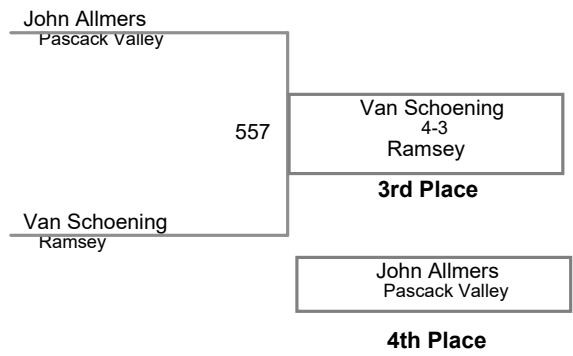 John Allmers
Pascack Valley
557
Van Schoening
4-3
Ramsey
3rd Place
Van Schoening
Ramsey
John Allmers
Pascack Valley
4th Place